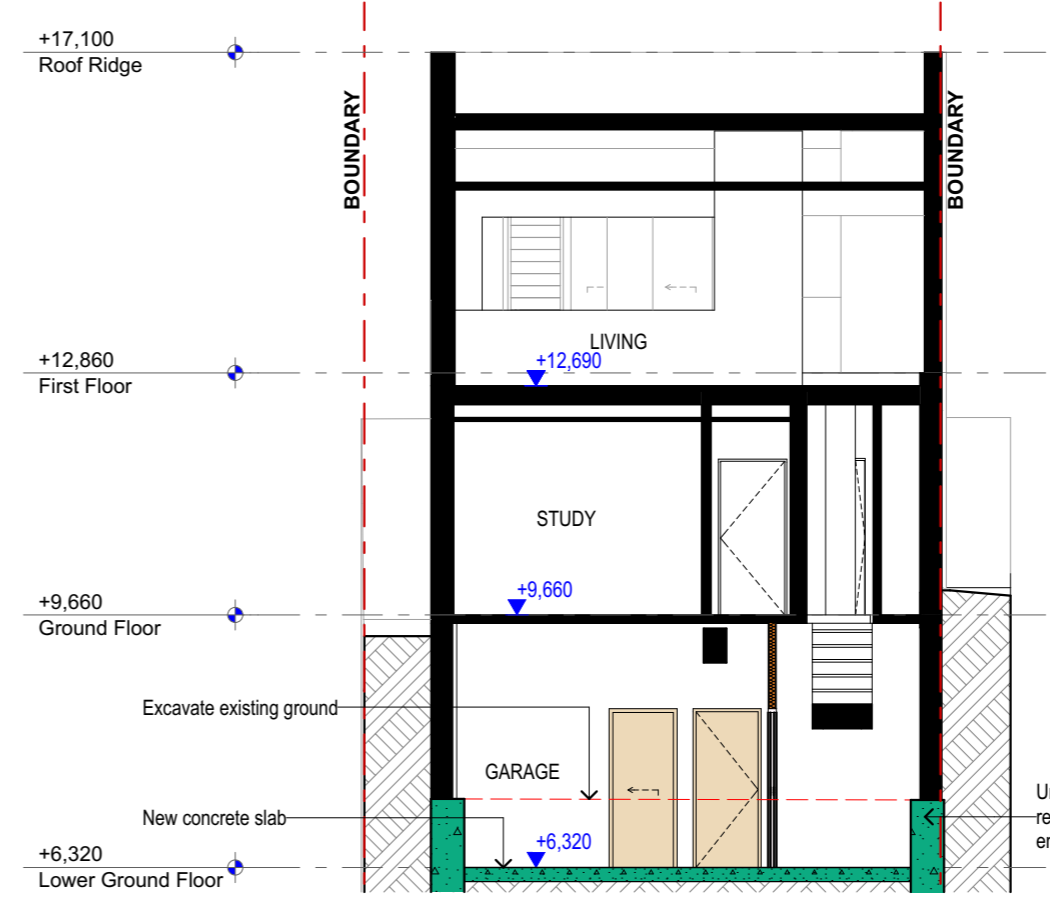 +17,100
Roof Ridge
BOUNDARY
BOUNDARY
LIVING
+12,690
+12,860
First Floor
STUDY
+9,660
+9,660
Ground Floor
Excavate existing ground
GARAGE
New concrete slab
+6,320
+6,320
Lower Ground Floor